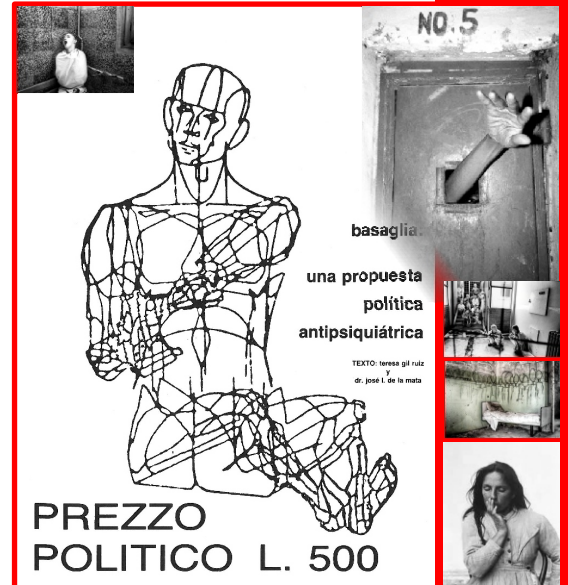 NO.5
basaglia:
una propuesta
política
antipsiquiátrica
TEXTO: teresa gil ruiz
y
dr. josé l. de la mata
PREZZO
POLITICO L. 500